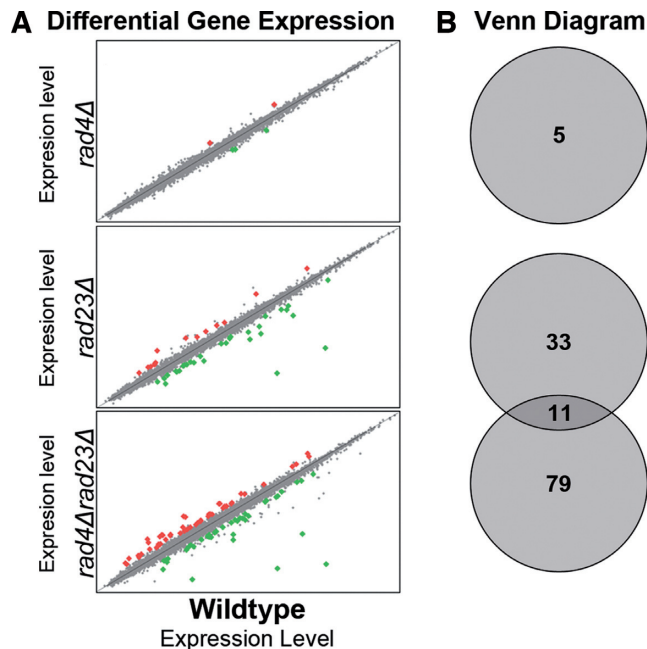 A Differential Gene Expression
B Venn Diagram
Expresion level
rad4Δ
Expresion level
rad23Δ
Expresion level
rad4Δrad23Δ
Wildtype
Expression Level
5
33
11
79